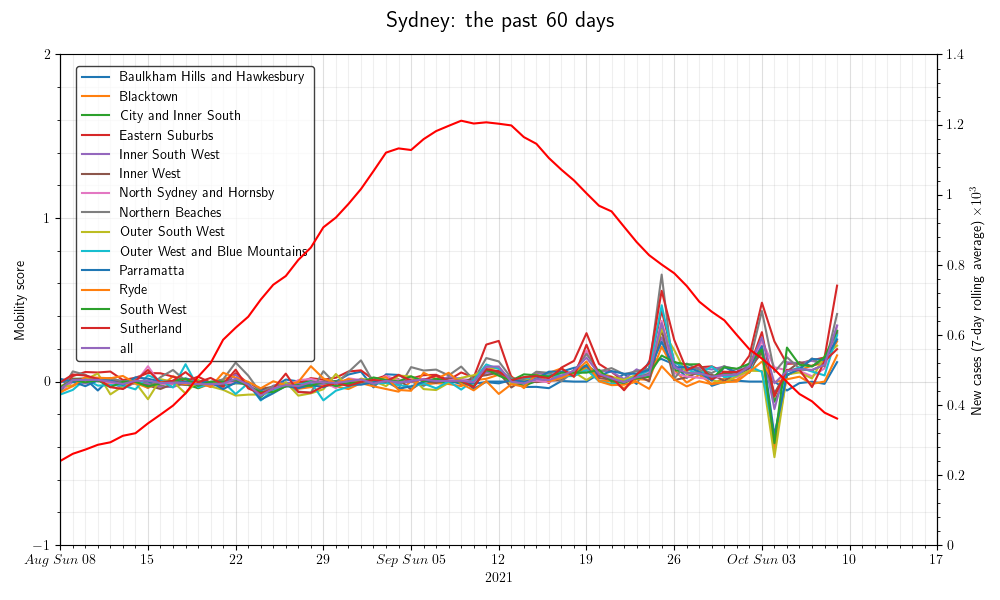 Sydney: the past 60 days
2
1
0
−1
Mobility score
Baulkham Hills and Hawkesbury
Blacktown
City and Inner South
Eastern Suburbs
Inner South West
Inner West
North Sydney and Hornsby
Northern Beaches
Outer South West
Outer West and Blue Mountains
Parramatta
Ryde
South West
Sutherland
all
1.4
1.2
1
0.8
0.6
0.4
0.2
0
New cases (7-day rolling average) ×10³
Aug Sun 08 15 22 29 Sep Sun 05 12 19 26 Oct Sun 03 10 17
2021